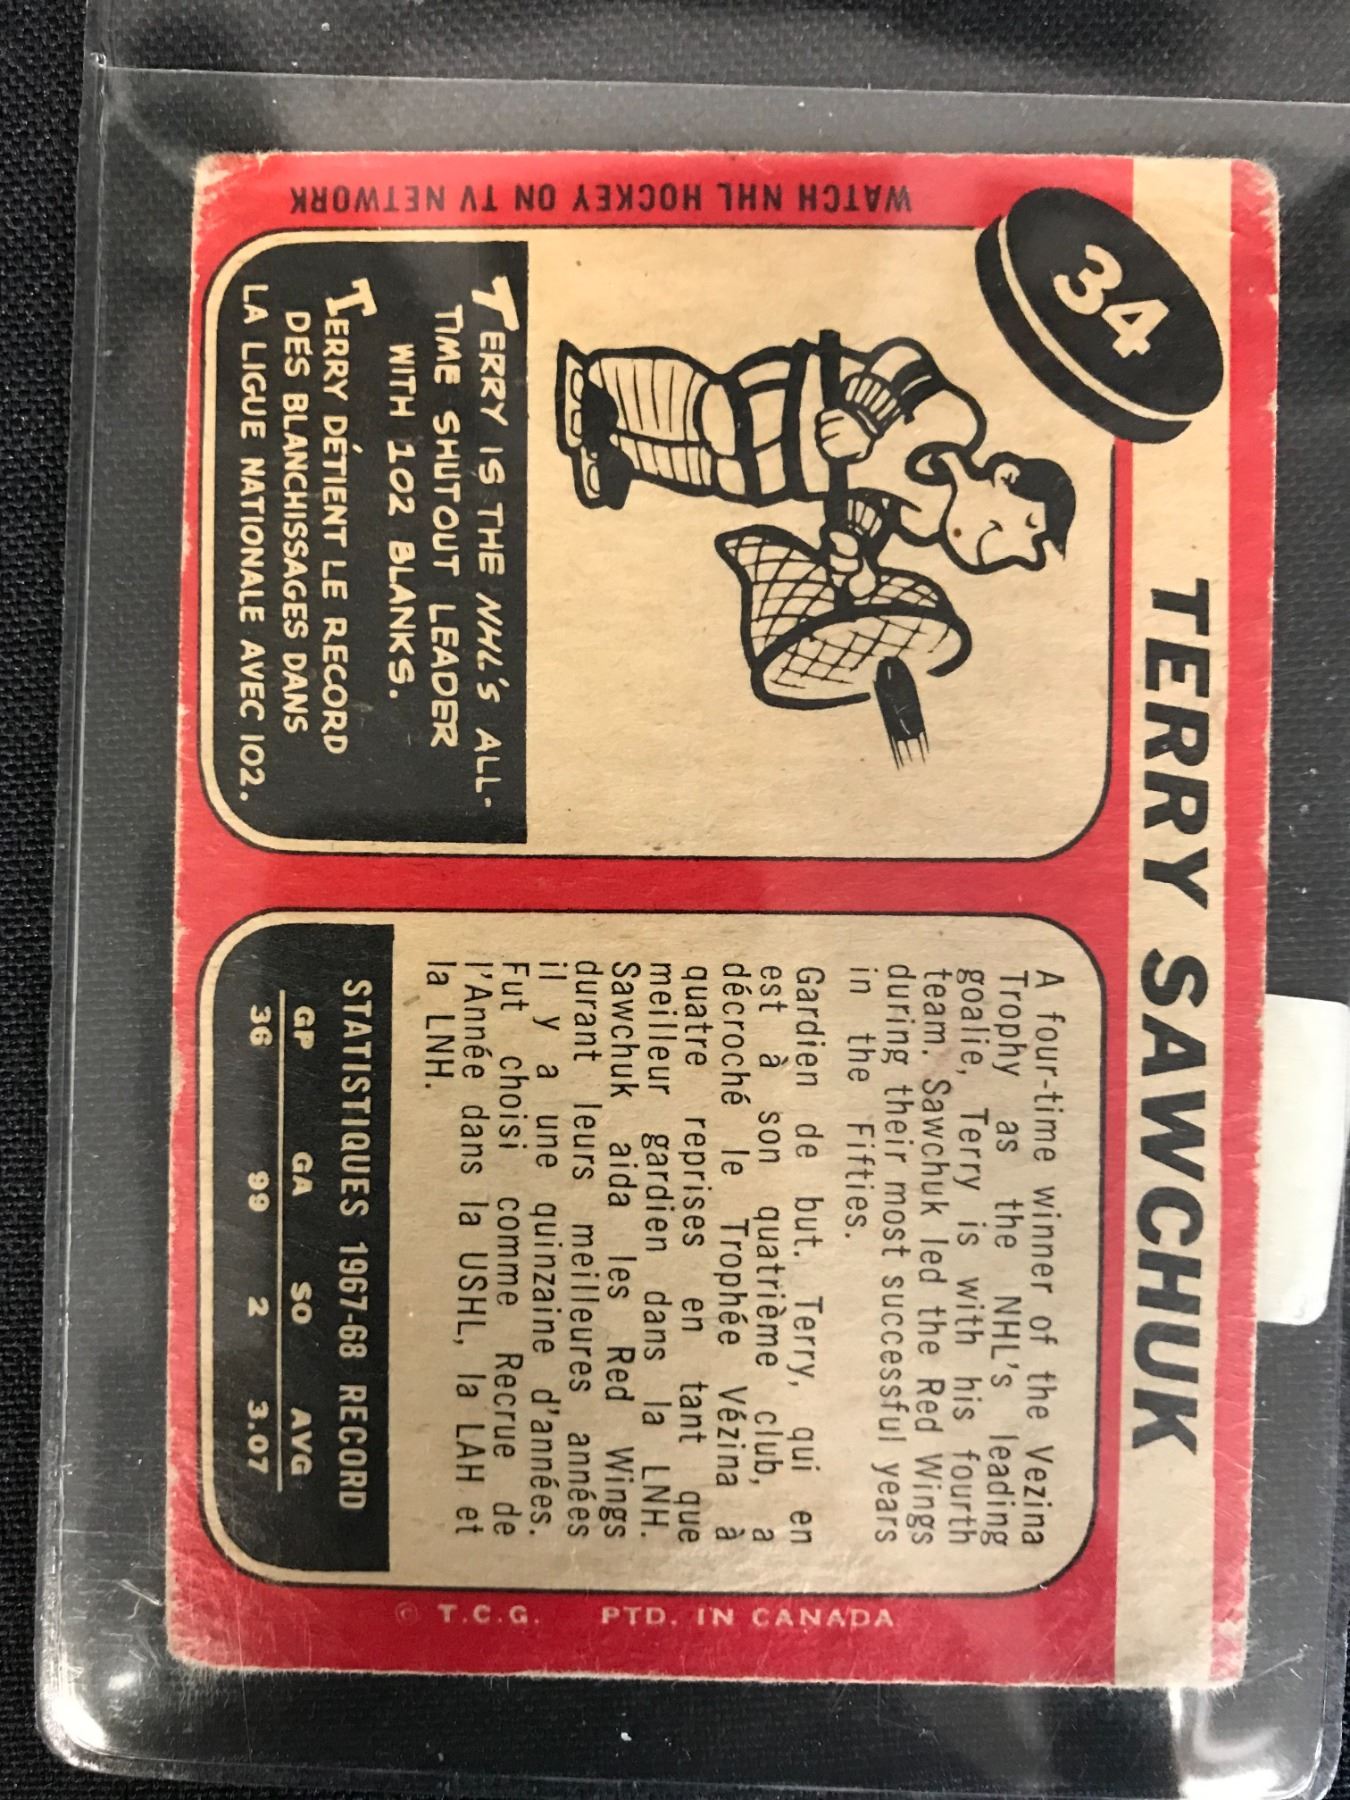 34
TERRY SAWCHUK
WATCH NHL HOCKEY ON TV NETWORK
TERRY IS THE NHL'S ALL-
TIME SHUTOUT LEADER
WITH 102 BLANKS.
TERRY DÉTIENT LE RECORD
DES BLANCHISSAGES DANS
LA LIGUE NATIONALE AVEC 102.
A four-time winner of the Vezina
Trophy as the NHL's leading
goalie, Terry is with his fourth
team. Sawchuk led the Red Wings
during their most successful years
in the Fifties.
Gardien de but. Terry, qui en
est à son quatrième club, a
décroché le Trophée Vézina à
quatre reprises en tant que
meilleur gardien dans la LNH.
Sawchuk aida les Red Wings
durant leurs meilleures années
il y a une quinzaine d'années.
Fut choisi comme Recrue de
l'Année dans la USHL, la LAH et
la LNH.
STATISTIQUES 1967-68 RECORD
GP GA SO AVG
36 99 2 3.07
© T.C.G. PTD. IN CANADA